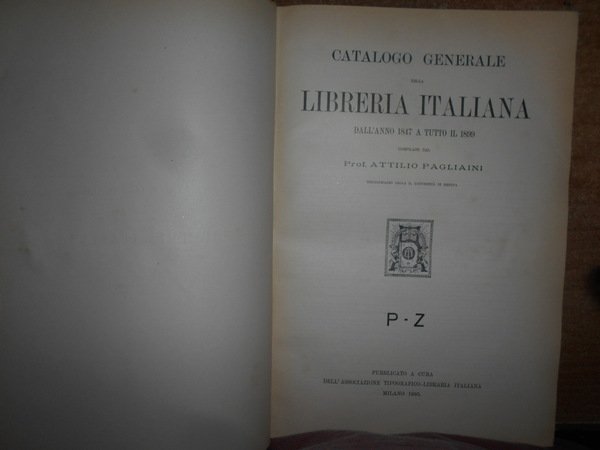 CATALOGO GENERALE
DELLA
LIBRERIA ITALIANA
DALL'ANNO 1847 A TUTTO IL 1899
COMPILATO DAL
Prof. ATTILIO PAGLIAINI
P - Z
PUBBLICATO A CURA
DELL'ASSOCIAZIONE TIPOGRAFICO-LIBRARIA ITALIANA
MILANO